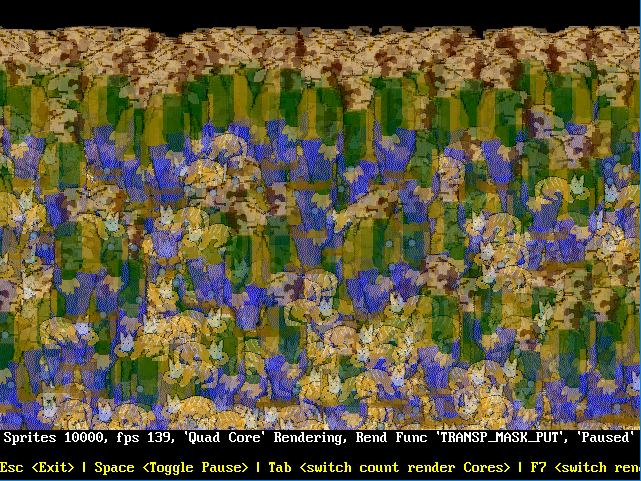 Sprites 10000, fps 139, 'Quad Core' Rendering, Rend Func 'TRANSP_MASK_PUT', 'Paused'
Esc <Exit> | Space <Toggle Pause> | Tab <switch count render Cores> | F7 <switch ren